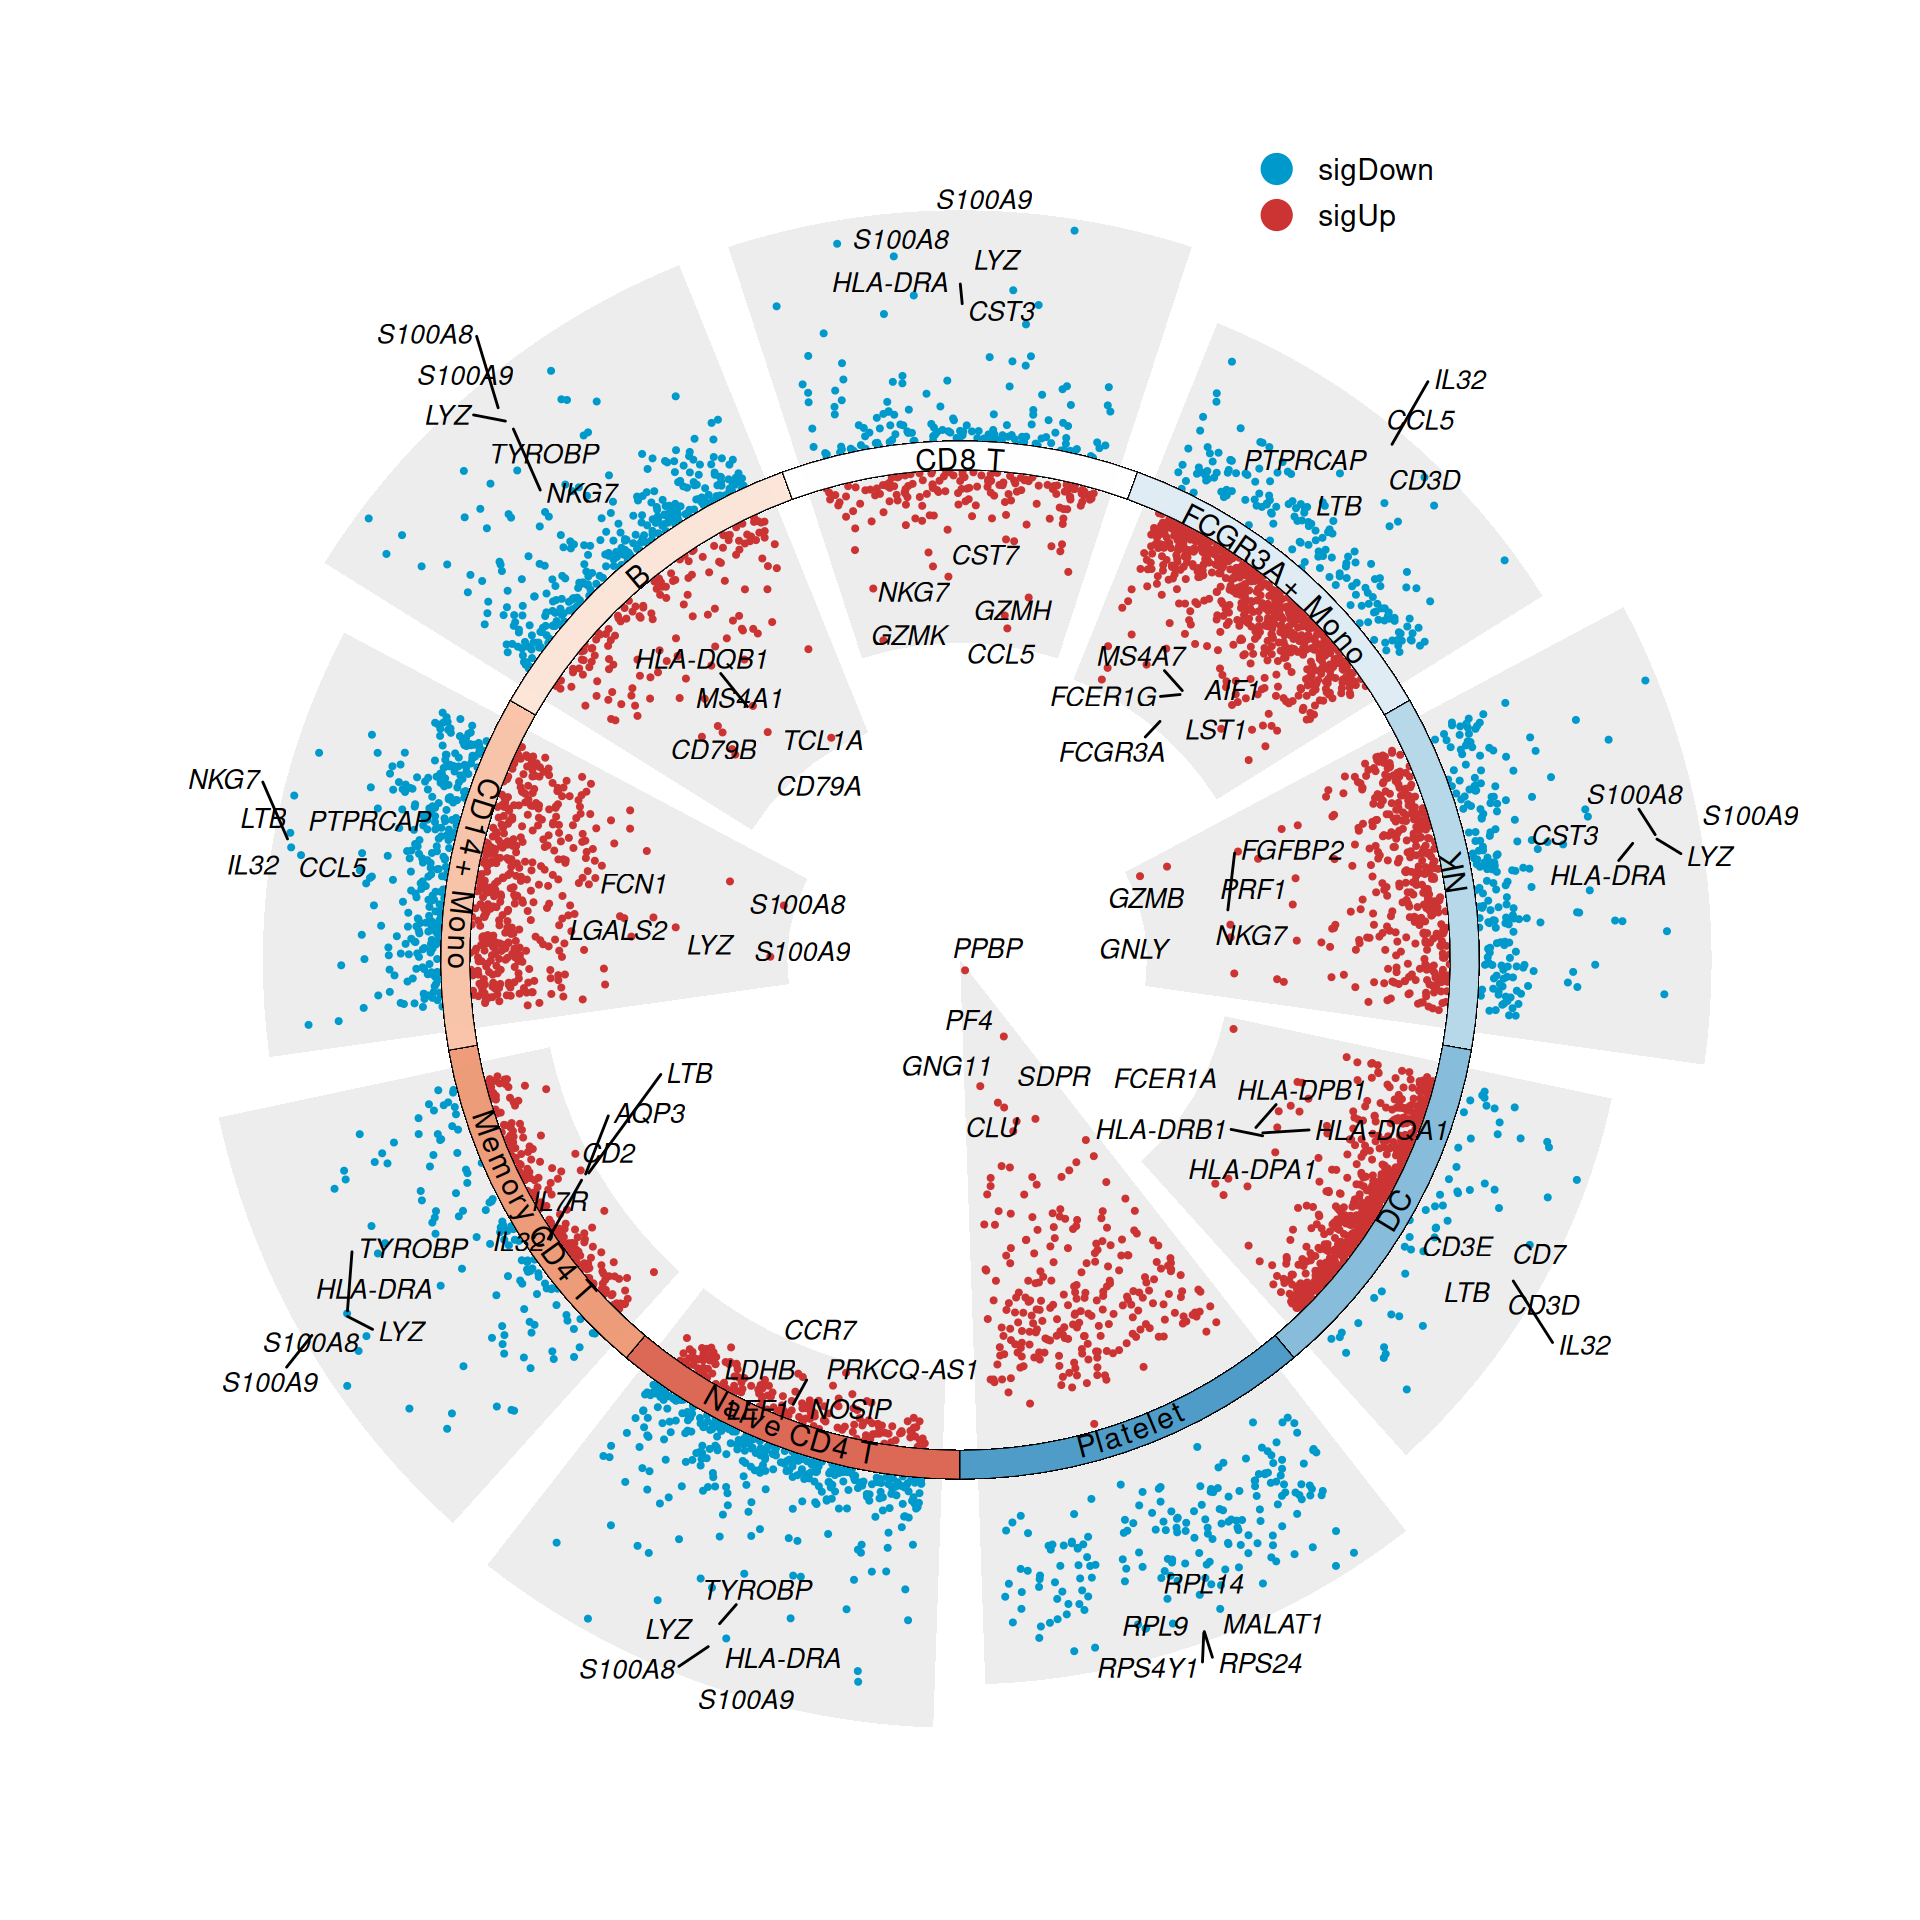 sigDown
sigUp
S100A9
S100A8
LYZ
HLA-DRA
CST3
CD8 T
CST7
NKG7
GZMH
GZMK
CCL5
IL32
CCL5
PTPRCAP
CD3D
LTB
FCGR3A+ Mono
MS4A7
FCER1G
AIF1
LST1
FCGR3A
S100A8
S100A9
CST3
LYZ
HLA-DRA
NK
FGFBP2
PRF1
GZMB
NKG7
GNLY
FCER1A
HLA-DPB1
HLA-DRB1
HLA-DQA1
HLA-DPA1
DC
CD3E
CD7
LTB
CD3D
IL32
PPBP
PF4
GNG11
SDPR
CLU
Platelet
RPL14
RPL9
MALAT1
RPS4Y1
RPS24
CCR7
LDHB
PRKCQ-AS1
LEF1
NOSIP
Naive CD4 T
TYROBP
LYZ
HLA-DRA
S100A8
S100A9
LTB
AQP3
CD2
IL7R
IL32
Memory CD4 T
TYROBP
HLA-DRA
LYZ
S100A8
S100A9
NKG7
LTB
PTPRCAP
IL32
CCL5
CD14+ Mono
FCN1
S100A8
LGALS2
LYZ
S100A9
S100A8
S100A9
LYZ
TYROBP
NKG7
B
HLA-DQB1
MS4A1
CD79B
TCL1A
CD79A